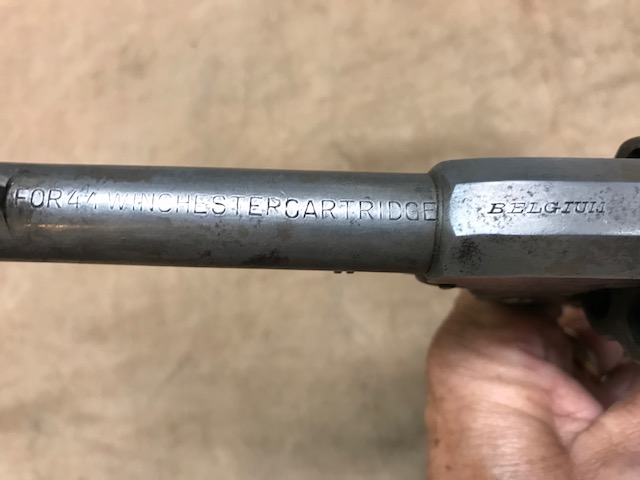 FOR 44 WINCHESTER CARTRIDGE
BELGIUM